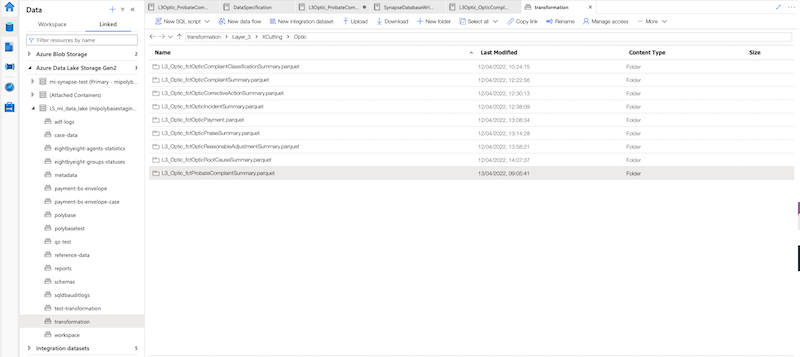 Data
Workspace
Linked
Filter resources by name
Azure Blob Storage 2
Azure Data Lake Storage Gen2 3
mi-synapse-test (Primary - mipolyb...
(Attached Containers)
LS_mi_data_lake (mipolybasestagin...
adf-logs
case-data
eightbyeight-agents-statistics
eightbyeight-groups-statuses
metadata
payment-bs-envelope
payment-bs-envelope-case
polybase
polybasetest
qz-test
reference-data
reports
schemas
sqldbauditlogs
test-transformation
transformation
workspace
Integration datasets 5
L3Optic_ProbateCom...
DataSpecification
L3Optic_ProbateCom...
SynapseDatabaseWri...
L3Optic_OpticCompl...
transformation
New SQL script
New data flow
New integration dataset
Upload
Download
New folder
Select all
Copy link
Rename
Manage access
More
transformation > Layer_3 > XCutting > Optic
Name Last Modified Content Type Size
L3_Optic_fctOpticComplaintClassificationSummary.parquet 12/04/2022, 10:24:15 Folder
L3_Optic_fctOpticComplaintSummary.parquet 12/04/2022, 12:22:56 Folder
L3_Optic_fctOpticCorrectiveActionSummary.parquet 12/04/2022, 12:30:13 Folder
L3_Optic_fctOpticIncidentSummary.parquet 12/04/2022, 12:38:09 Folder
L3_Optic_fctOpticPayment.parquet 12/04/2022, 13:08:34 Folder
L3_Optic_fctOpticPraiseSummary.parquet 12/04/2022, 13:14:28 Folder
L3_Optic_fctOpticReasonableAdjustmentSummary.parquet 12/04/2022, 13:58:21 Folder
L3_Optic_fctOpticRootCauseSummary.parquet 12/04/2022, 14:07:37 Folder
L3_Optic_fctProbateComplaintSummary.parquet 13/04/2022, 09:05:41 Folder